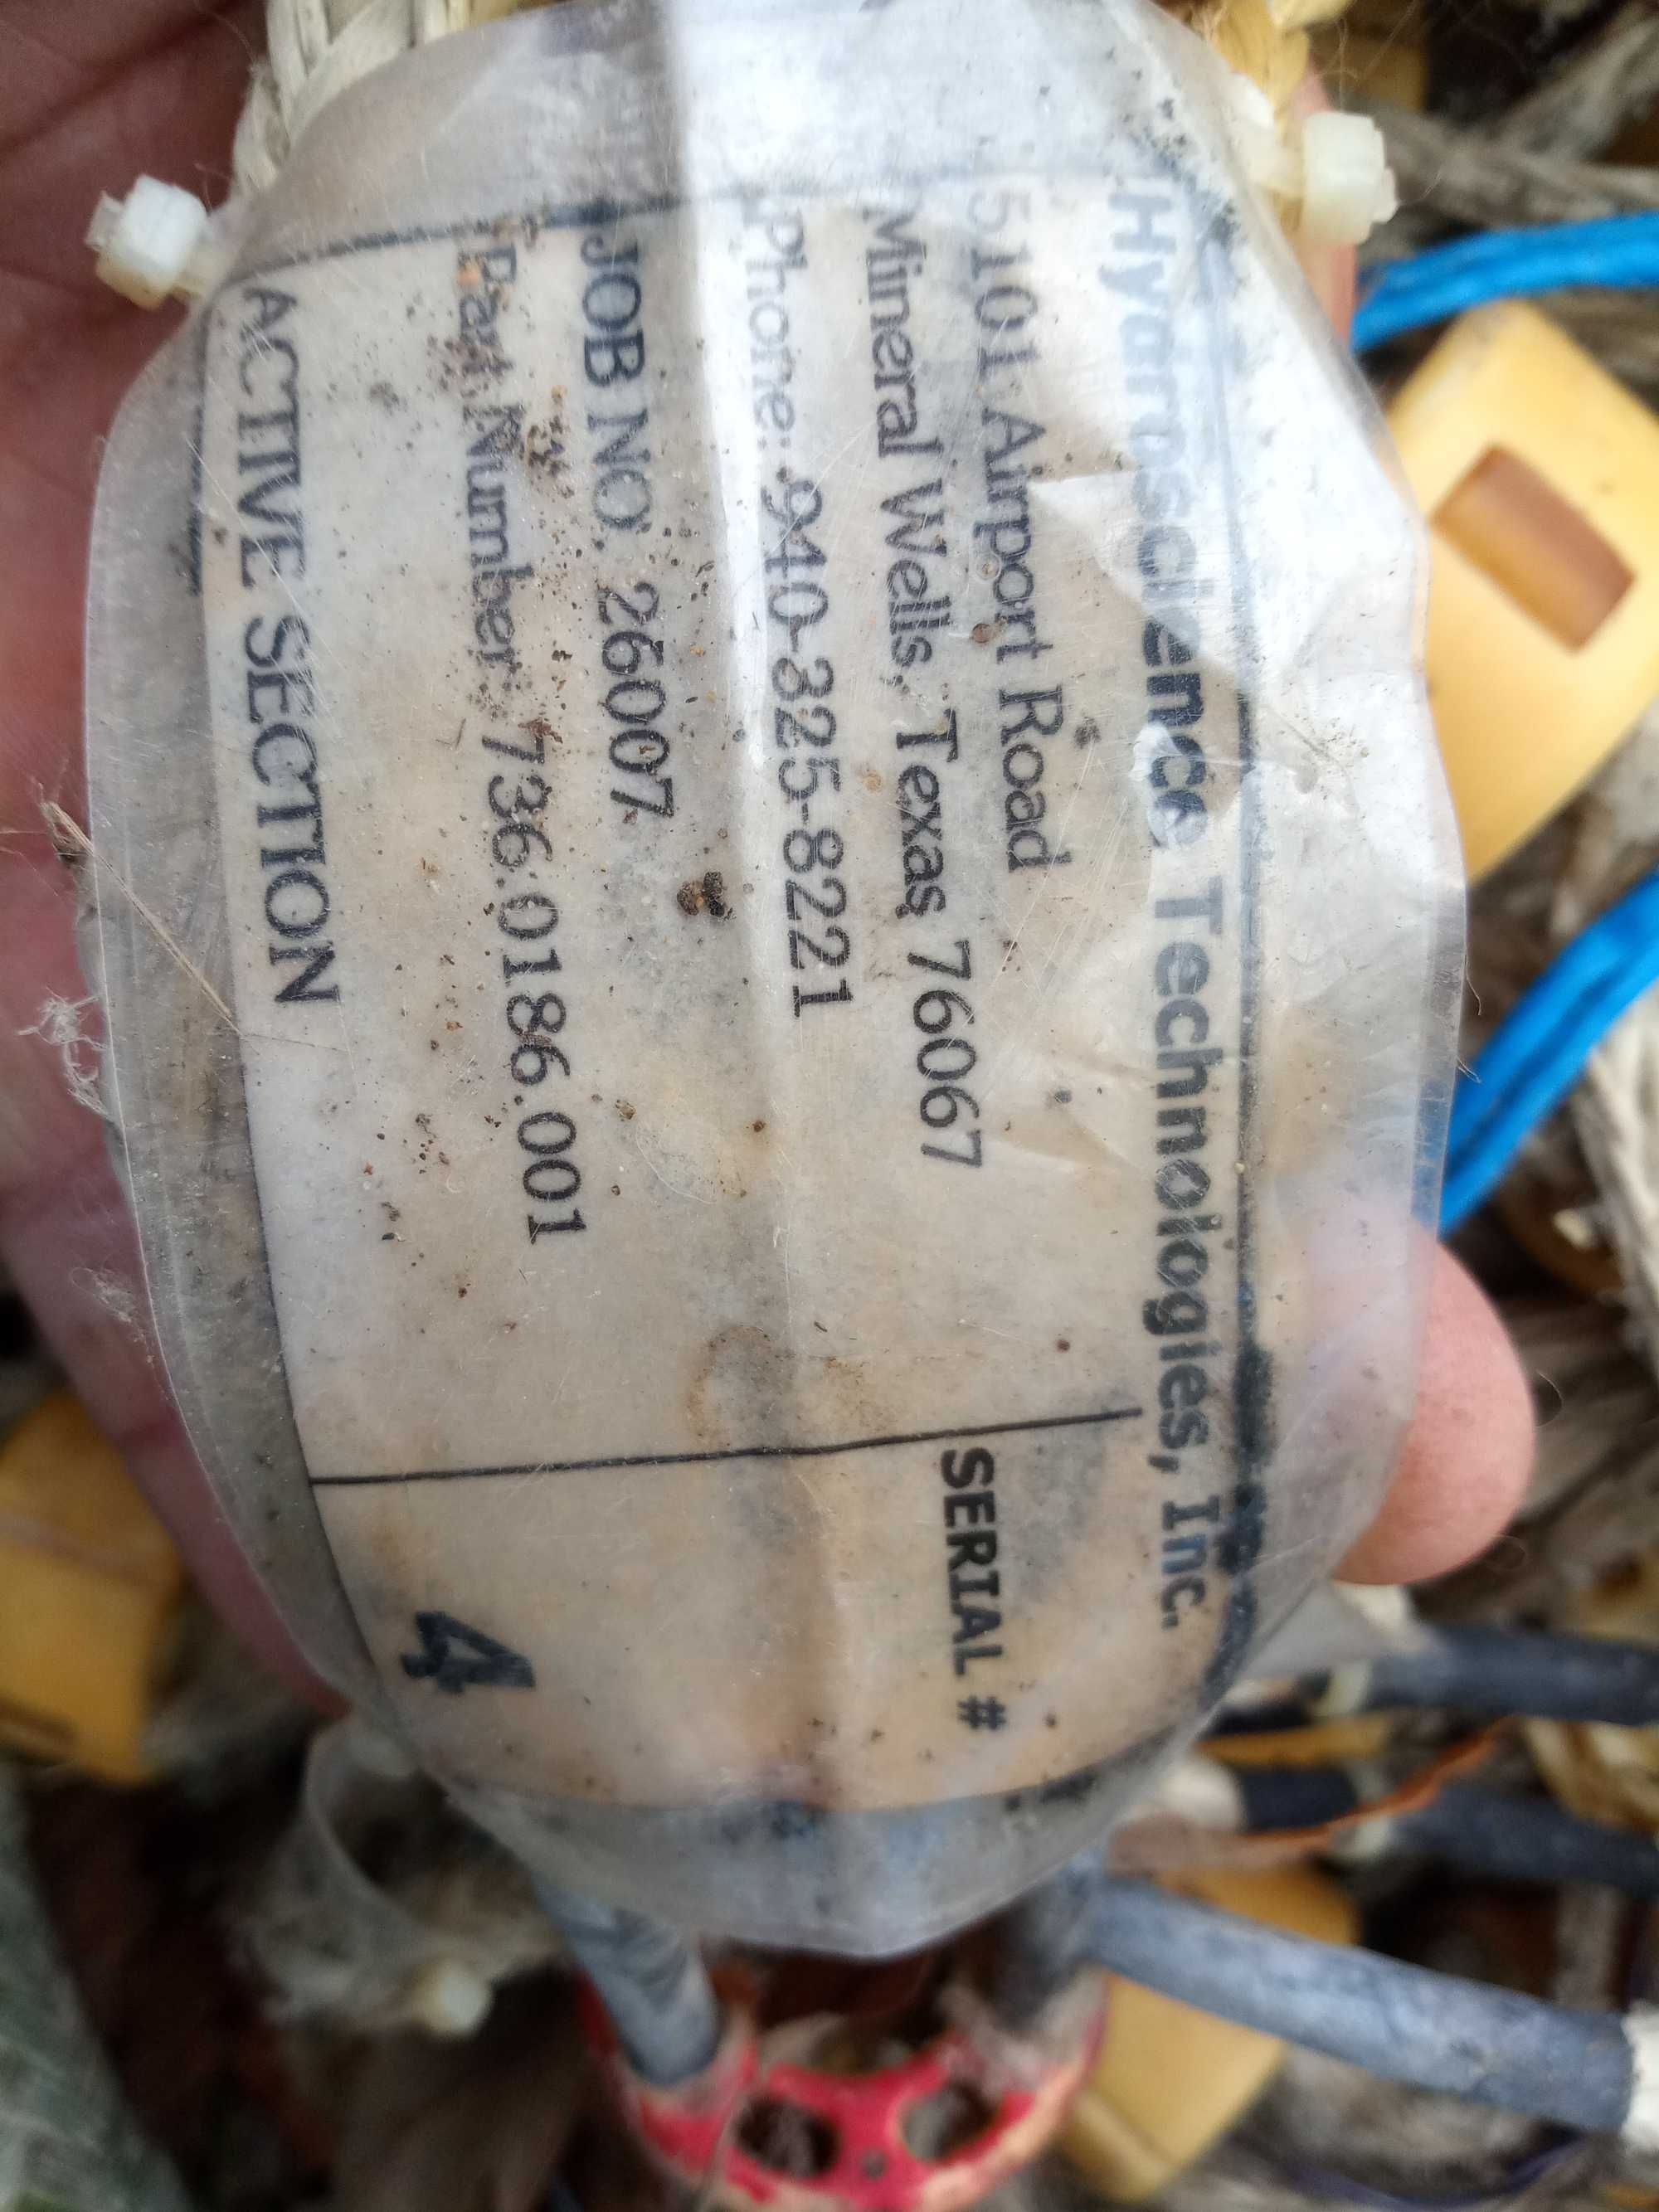 Hydroscience Technologies, Inc.
5101 Airport Road
Mineral Wells, Texas 76067
Phone: 940-325-8221
JOB NO. 26007
Part Number 736.0186.001
ACTIVE SECTION
SERIAL #
4